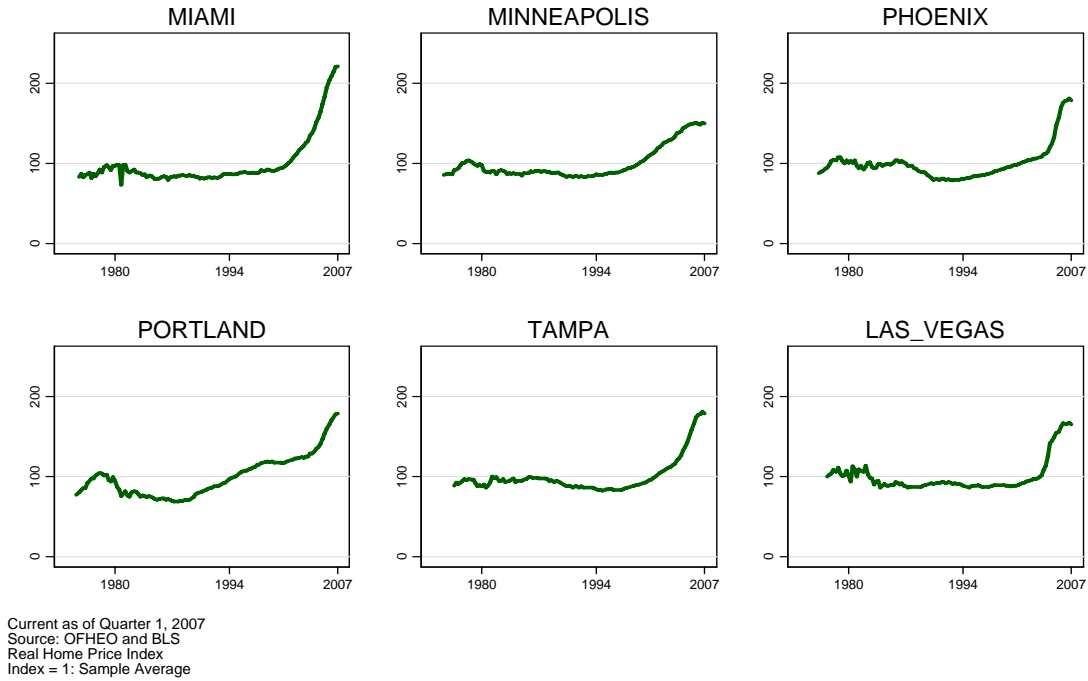 MIAMI
MINNEAPOLIS
PHOENIX
0 100 200
0 100 200
0 100 200
1980 1994 2007
1980 1994 2007
1980 1994 2007
PORTLAND
TAMPA
LAS_VEGAS
0 100 200
0 100 200
0 100 200
1980 1994 2007
1980 1994 2007
1980 1994 2007
Current as of Quarter 1, 2007
Source: OFHEO and BLS
Real Home Price Index
Index = 1: Sample Average